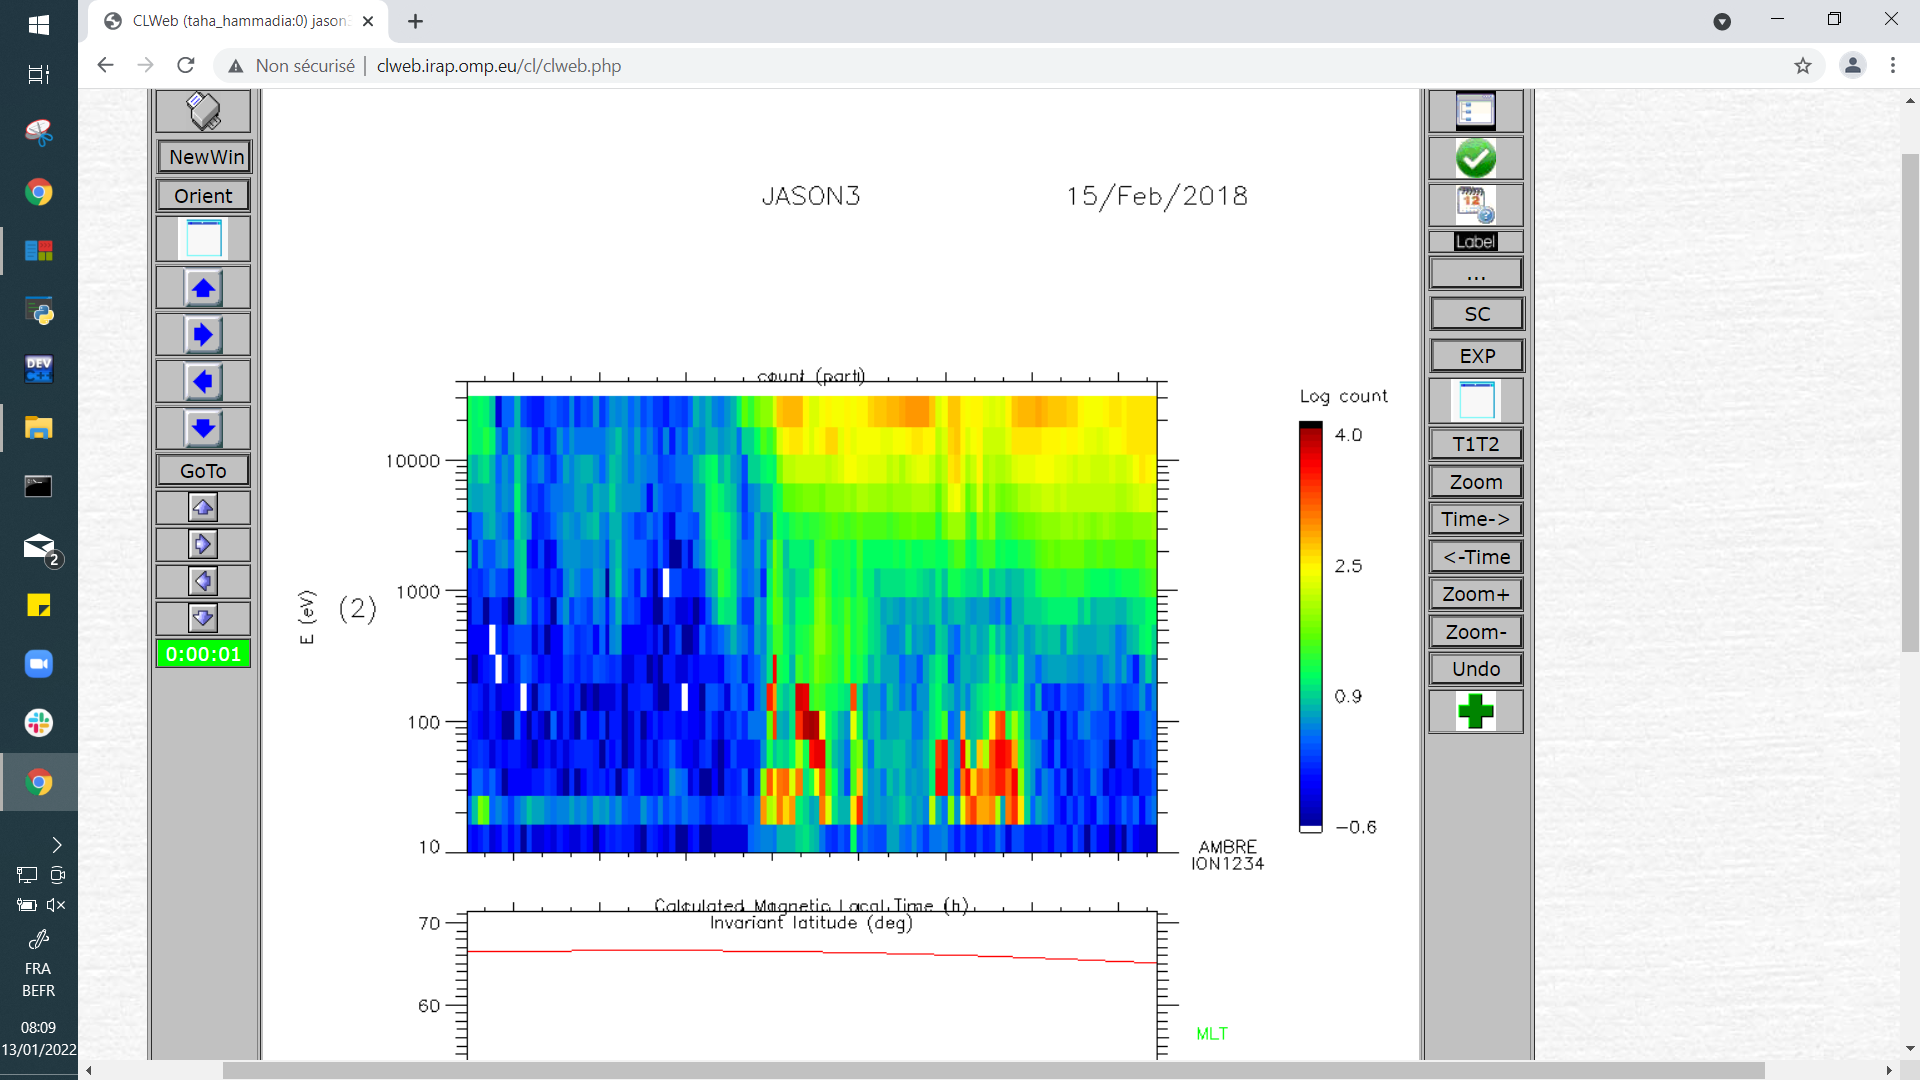 CLWeb (taha_hammadia:0) jason3
Non sécurisé | clweb.irap.omp.eu/cl/clweb.php
NewWin
Orient
GoTo
0:00:01
JASON3 15/Feb/2018
count (part)
E (eV) (2)
10000
1000
100
10
Log count
4.0
2.5
0.9
−0.6
AMBRE
ION1234
Calculated Magnetic Local Time (h)
Invariant latitude (deg)
70
60
MLT
12
Label
...
SC
EXP
T1T2
Zoom
Time->
<-Time
Zoom+
Zoom-
Undo
DEV
C++
2
FRA
BEFR
08:09
13/01/2022